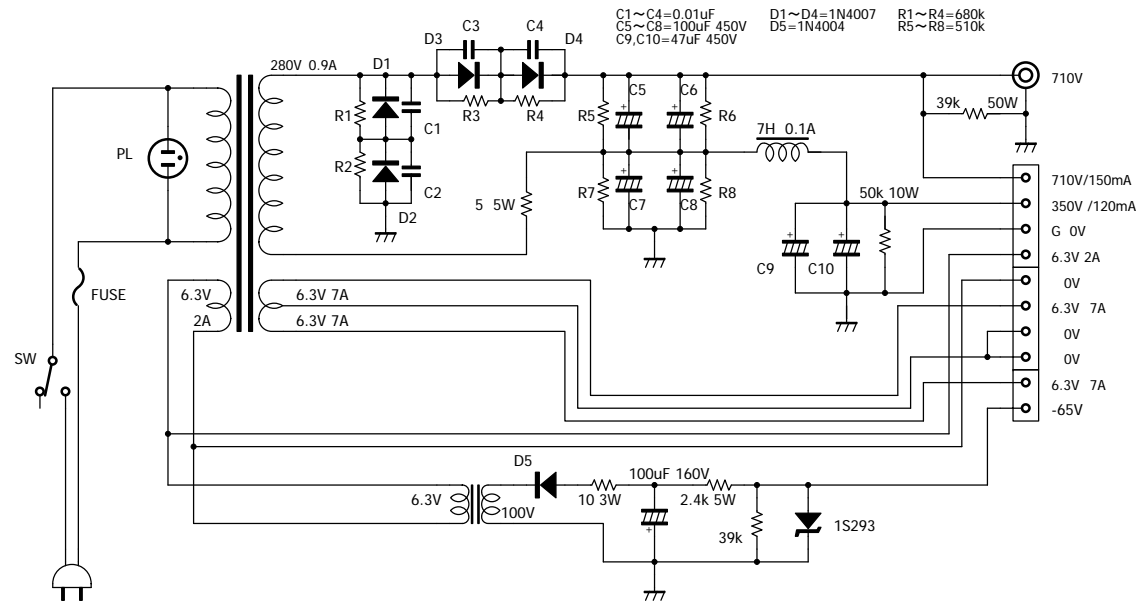 C1~C4=0.01uF D1~D4=1N4007 R1~R4=680k
C5~C8=100uF 450V D5=1N4004 R5~R8=510k
C9,C10=47uF 450V
D3 C3 C4 D4
280V 0.9A D1
710V
R1 C1 R3 R4 C5 C6
39k 50W
R5 R6
PL
7H 0.1A
R2 C2
D2
R7 C7 C8 R8
710V/150mA
5 5W
50k 10W
350V /120mA
G 0V
C9 C10
6.3V 2A
FUSE
6.3V
2A
6.3V 7A
6.3V 7A
0V
6.3V 7A
0V
SW
0V
6.3V 7A
-65V
D5
6.3V
100V
10 3W
100uF 160V
2.4k 5W
39k
1S293
+
+
+
+
+
+
+